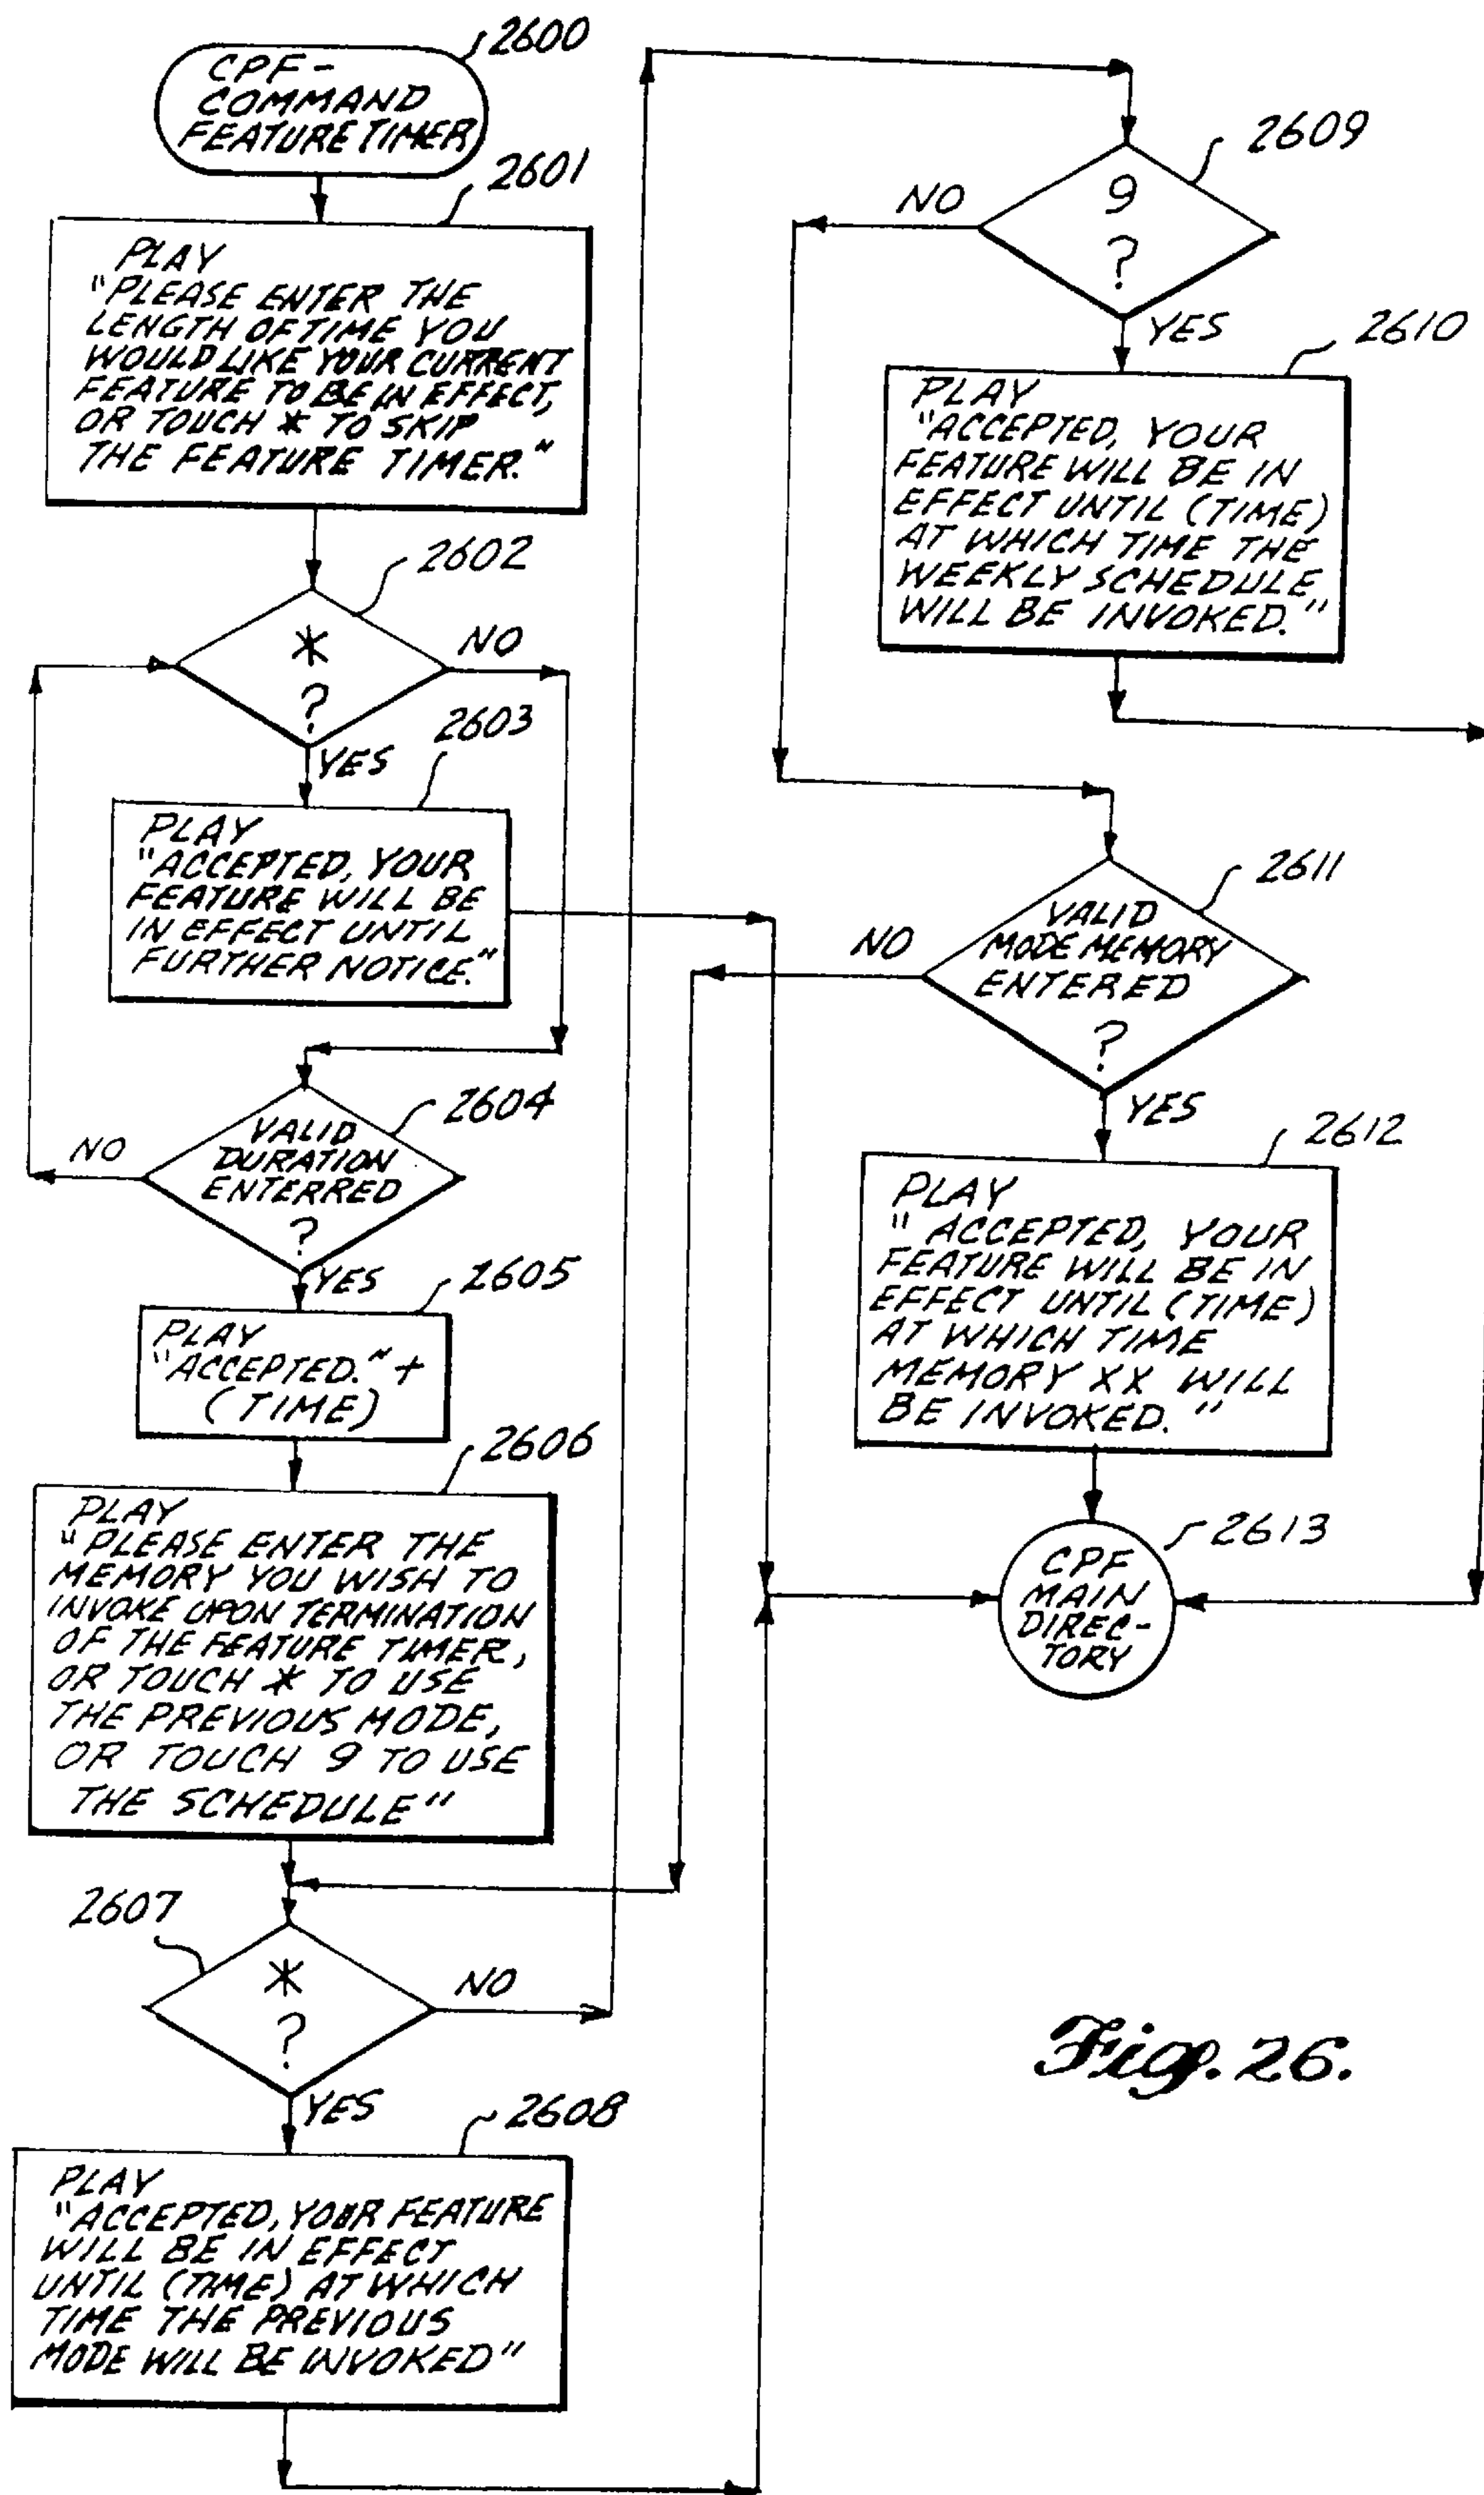 2600
CPF-
COMMAND
FEATURE TIMER
2601
PLAY
"PLEASE ENTER THE
LENGTH OF TIME YOU
WOULD LIKE YOUR CURRENT
FEATURE TO BE IN EFFECT,
OR TOUCH * TO SKIP
THE FEATURE TIMER."
2602
*
?
NO
YES
2603
PLAY
"ACCEPTED, YOUR
FEATURE WILL BE
IN EFFECT UNTIL
FURTHER NOTICE."
2604
VALID
DURATION
ENTERRED
?
NO
YES
2605
PLAY
"ACCEPTED." +
(TIME)
2606
PLAY
"PLEASE ENTER THE
MEMORY YOU WISH TO
INVOKE UPON TERMINATION
OF THE FEATURE TIMER,
OR TOUCH * TO USE
THE PREVIOUS MODE,
OR TOUCH 9 TO USE
THE SCHEDULE"
2607
*
?
NO
YES
2608
PLAY
"ACCEPTED, YOUR FEATURE
WILL BE IN EFFECT
UNTIL (TIME) AT WHICH
TIME THE PREVIOUS
MODE WILL BE INVOKED"
2609
9
?
NO
YES
2610
PLAY
"ACCEPTED, YOUR
FEATURE WILL BE IN
EFFECT UNTIL (TIME)
AT WHICH TIME THE
WEEKLY SCHEDULE
WILL BE INVOKED."
2611
VALID
MODE MEMORY
ENTERED
?
NO
YES
2612
PLAY
"ACCEPTED, YOUR
FEATURE WILL BE IN
EFFECT UNTIL (TIME)
AT WHICH TIME
MEMORY XX WILL
BE INVOKED."
2613
CPF
MAIN
DIREC-
TORY
Fig. 26.